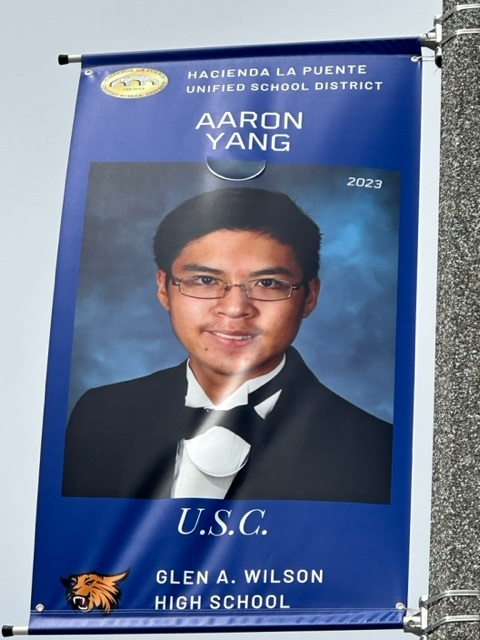 HACIENDA LA PUENTE
UNIFIED SCHOOL DISTRICT
AARON
YANG
2023
U.S.C.
GLEN A. WILSON
HIGH SCHOOL